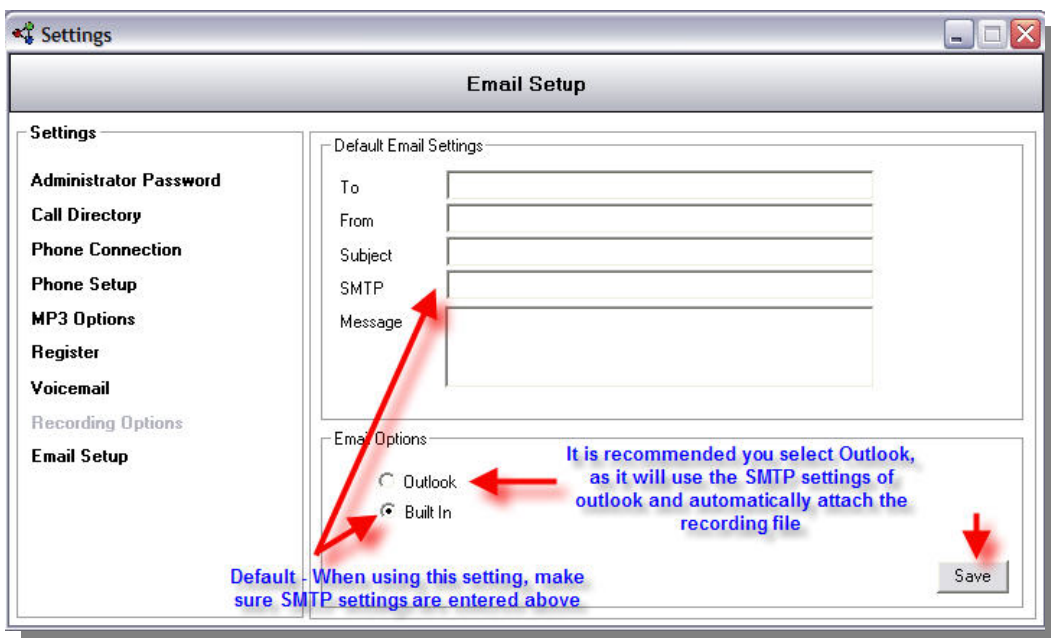 Settings
Email Setup
Settings
Administrator Password
Call Directory
Phone Connection
Phone Setup
MP3 Options
Register
Voicemail
Recording Options
Email Setup
Default Email Settings
To
From
Subject
SMTP
Message
Email Options
Outlook
Built In
It is recommended you select Outlook,
as it will use the SMTP settings of
outlook and automatically attach the
recording file
Default - When using this setting, make
sure SMTP settings are entered above
Save